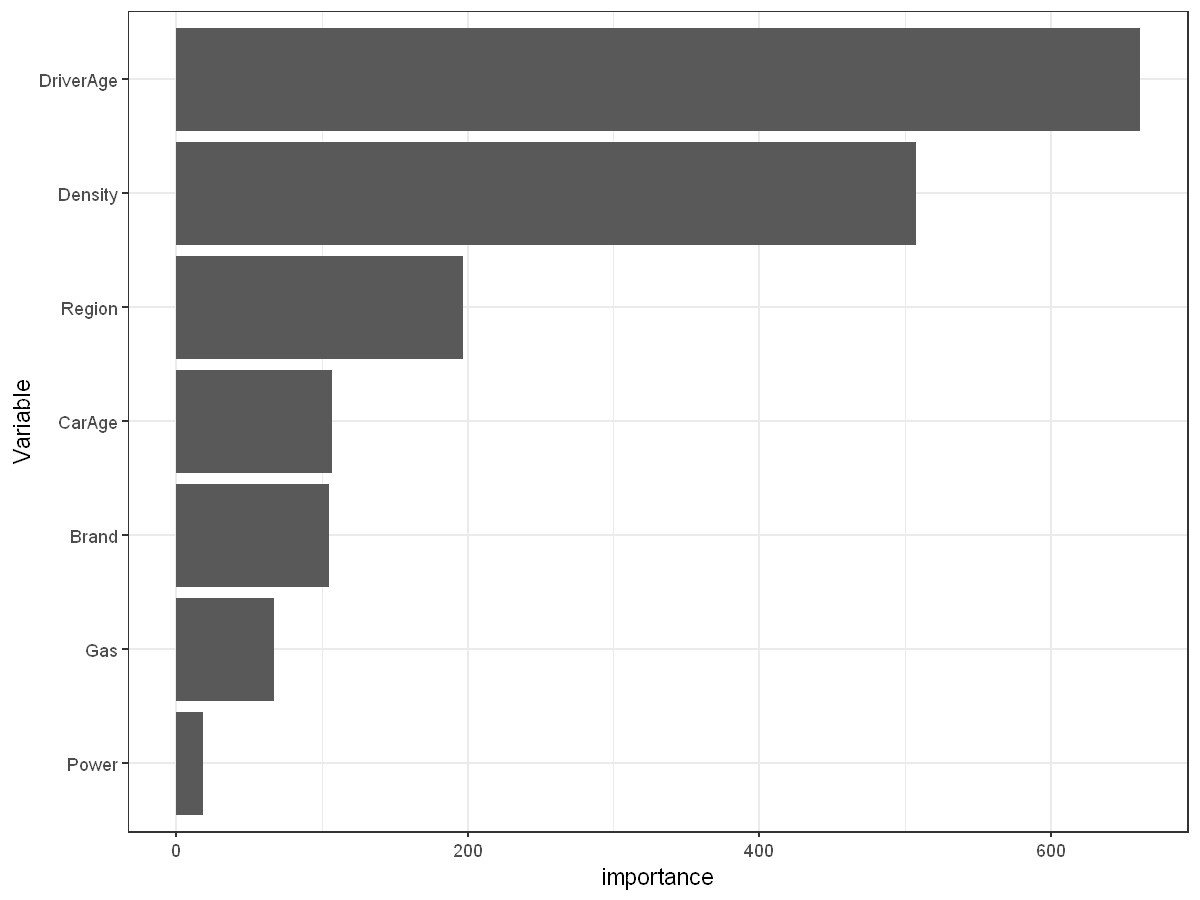 DriverAge
Density
Region
CarAge
Brand
Gas
Power
Variable
0 200 400 600
importance